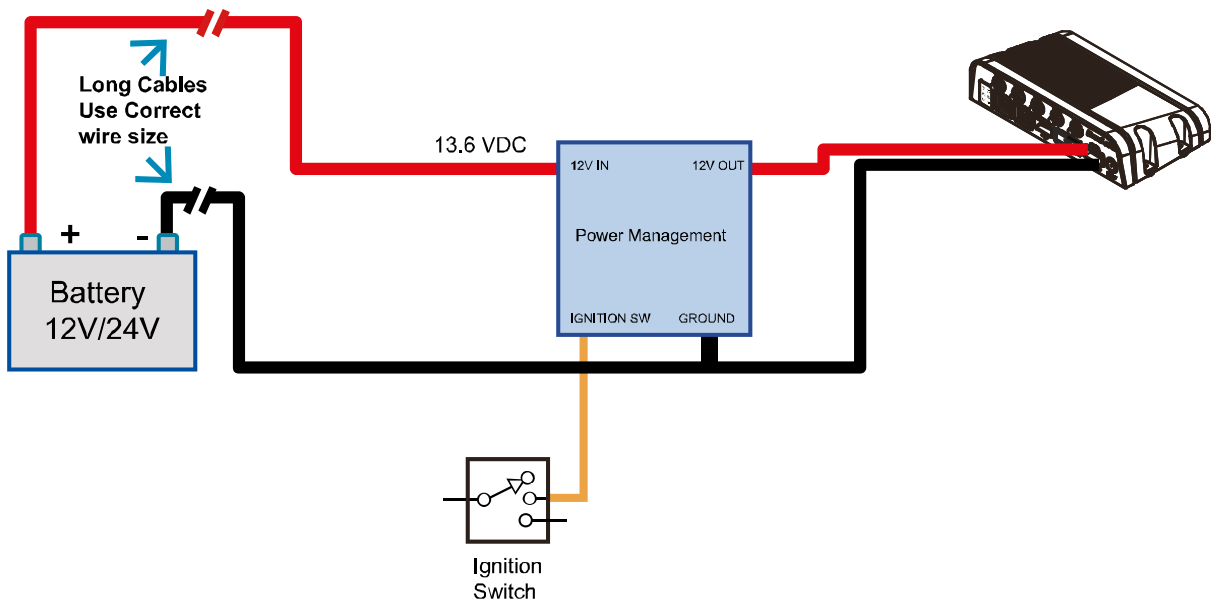 Long Cables
Use Correct
wire size
13.6 VDC
12V IN
12V OUT
Power Management
+
-
Battery
12V/24V
IGNITION SW
GROUND
Ignition
Switch